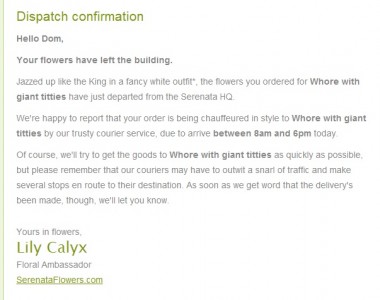 Dispatch confirmation
Hello Dom,
Your flowers have left the building.
Jazzed up like the King in a fancy white outfit*, the flowers you ordered for Whore with
giant titties have just departed from the Serenata HQ.
We're happy to report that your order is being chauffeured in style to Whore with giant
titties by our trusty courier service, due to arrive between 8am and 6pm today.
Of course, we'll try to get the goods to Whore with giant titties as quickly as possible,
but please remember that our couriers may have to outwit a snarl of traffic and make
several stops en route to their destination. As soon as we get word that the delivery's
been made, though, we'll let you know.
Yours in flowers,
Lily Calyx
Floral Ambassador
SerenataFlowers.com